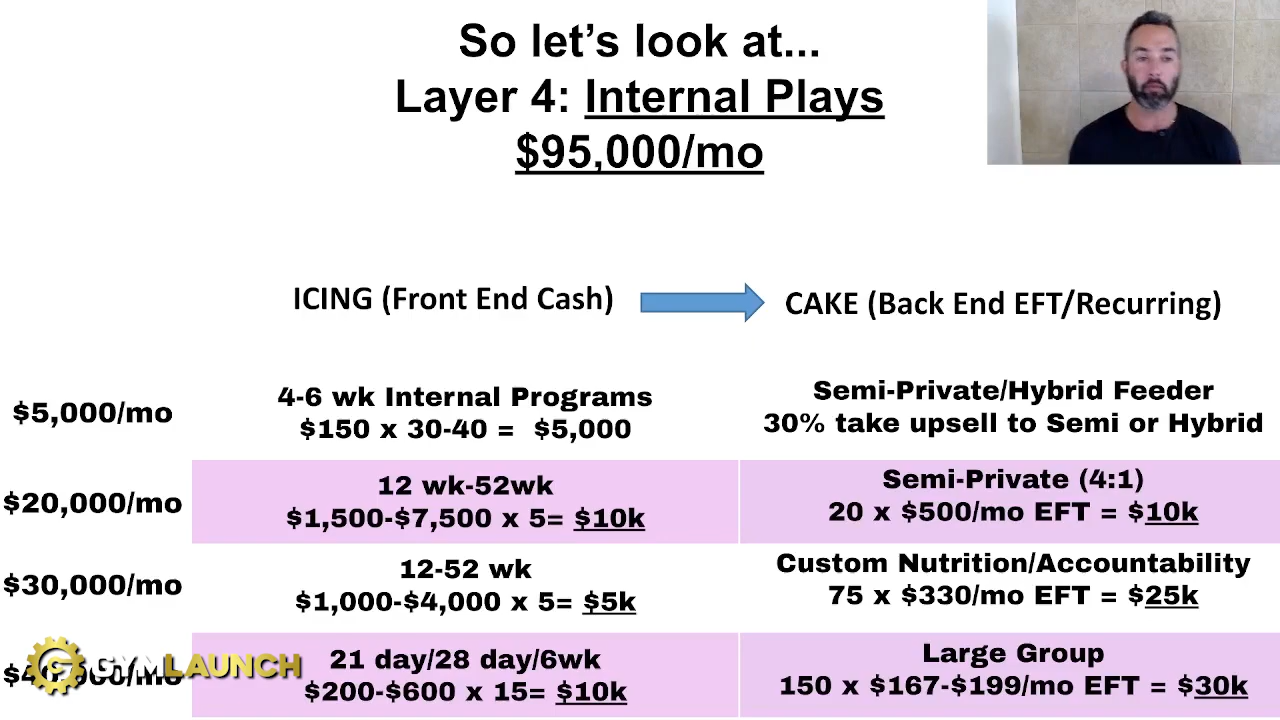 So let's look at...
Layer 4: Internal Plays
$95,000/mo
ICING (Front End Cash)
CAKE (Back End EFT/Recurring)
$5,000/mo
4-6 wk Internal Programs
$150 x 30-40 = $5,000
Semi-Private/Hybrid Feeder
30% take upsell to Semi or Hybrid
$20,000/mo
12 wk-52wk
$1,500-$7,500 x 5= $10k
Semi-Private (4:1)
20 x $500/mo EFT = $10k
$30,000/mo
12-52 wk
$1,000-$4,000 x 5= $5k
Custom Nutrition/Accountability
75 x $330/mo EFT = $25k
GYMLAUNCH
21 day/28 day/6wk
$200-$600 x 15= $10k
Large Group
150 x $167-$199/mo EFT = $30k